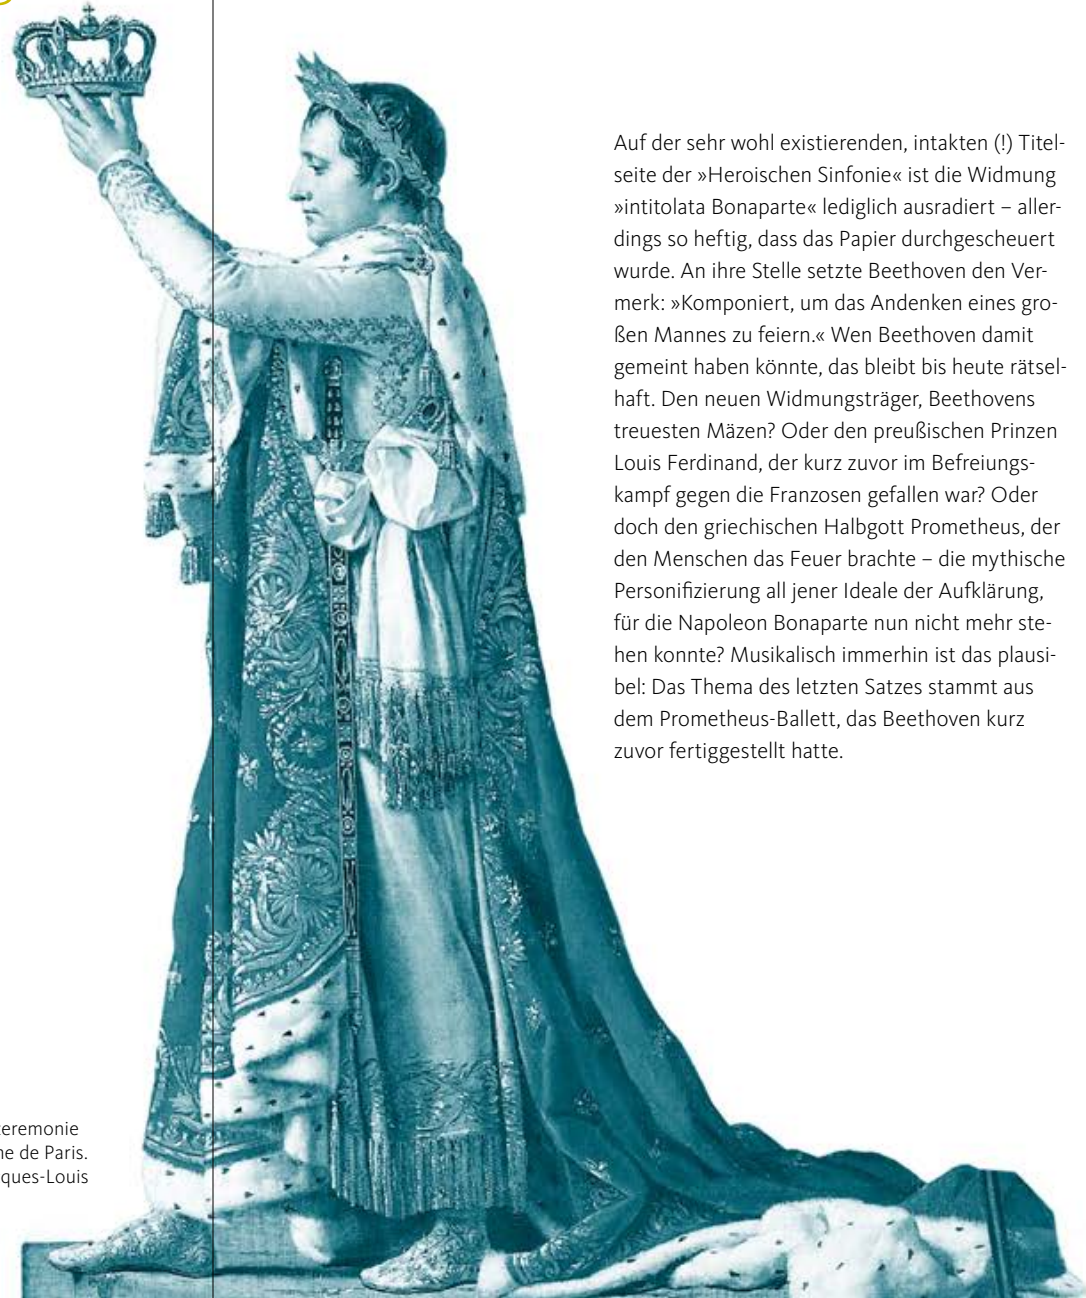 Auf der sehr wohl existierenden, intakten (!) Titel-
seite der »Heroischen Sinfonie« ist die Widmung
»intitolata Bonaparte« lediglich ausradiert – aller-
dings so heftig, dass das Papier durchgescheuert
wurde. An ihre Stelle setzte Beethoven den Ver-
merk: »Komponiert, um das Andenken eines gro-
ßen Mannes zu feiern.« Wen Beethoven damit
gemeint haben könnte, das bleibt bis heute rätsel-
haft. Den neuen Widmungsträger, Beethovens
treuesten Mäzen? Oder den preußischen Prinzen
Louis Ferdinand, der kurz zuvor im Befreiungs-
kampf gegen die Franzosen gefallen war? Oder
doch den griechischen Halbgott Prometheus, der
den Menschen das Feuer brachte – die mythische
Personifizierung all jener Ideale der Aufklärung,
für die Napoleon Bonaparte nun nicht mehr ste-
hen konnte? Musikalisch immerhin ist das plausi-
bel: Das Thema des letzten Satzes stammt aus
dem Prometheus-Ballett, das Beethoven kurz
zuvor fertiggestellt hatte.
eremonie
de Paris.
ques-Louis